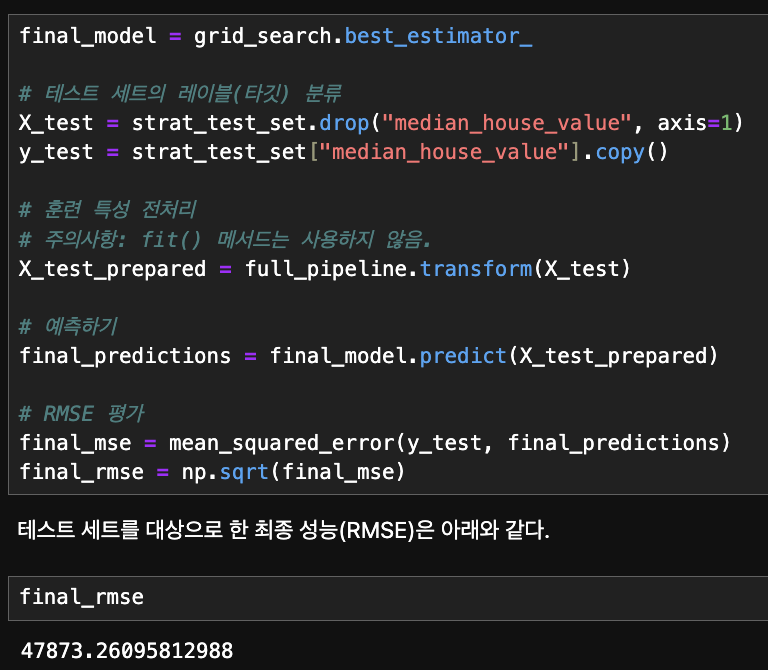 final_model = grid_search.best_estimator_
# 테스트 세트의 레이블(타깃) 분류
X_test = strat_test_set.drop("median_house_value", axis=1)
y_test = strat_test_set["median_house_value"].copy()
# 훈련 특성 전처리
# 주의사항: fit() 메서드는 사용하지 않음.
X_test_prepared = full_pipeline.transform(X_test)
# 예측하기
final_predictions = final_model.predict(X_test_prepared)
# RMSE 평가
final_mse = mean_squared_error(y_test, final_predictions)
final_rmse = np.sqrt(final_mse)
테스트 세트를 대상으로 한 최종 성능(RMSE)은 아래와 같다.
final_rmse
47873.26095812988